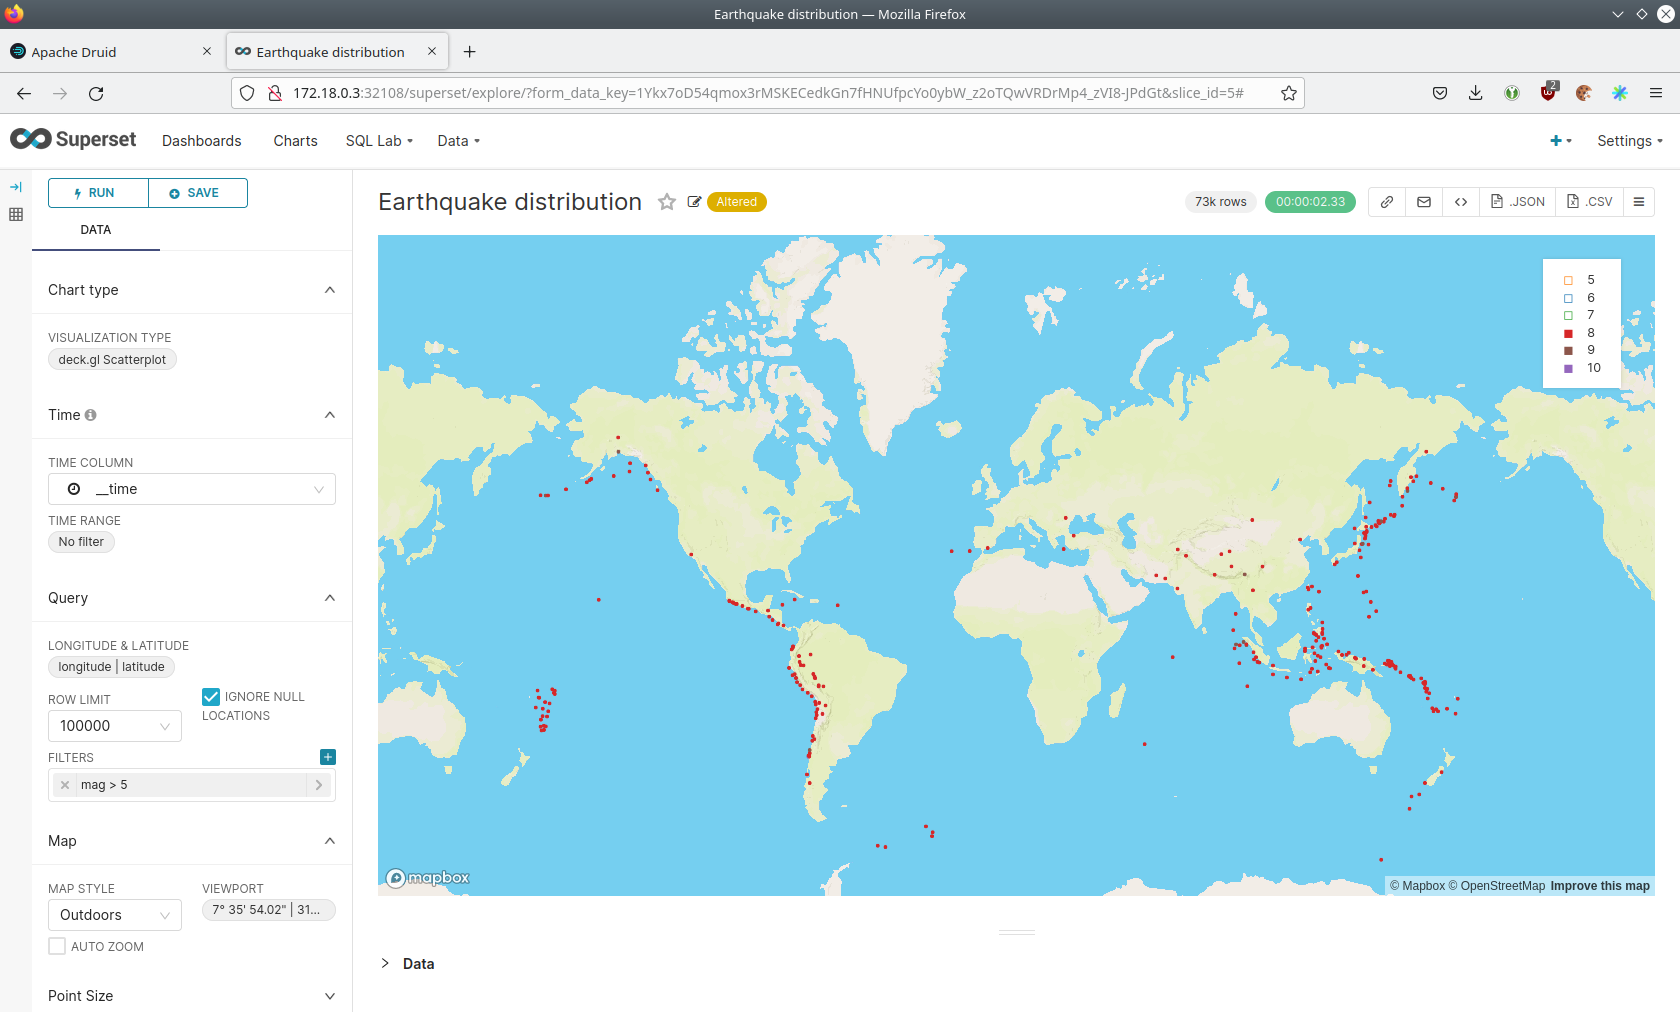 Earthquake distribution — Mozilla Firefox
Apache Druid
Earthquake distribution
172.18.0.3:32108/superset/explore/?form_data_key=1Ykx7oD54qmox3rMSKECedkGn7fHNUfpcYo0ybW_z2oTQwVRDrMp4_zVI8-JPdGt&slice_id=5#
2
Superset
Dashboards
Charts
SQL Lab
Data
Settings
RUN
SAVE
DATA
Chart type
VISUALIZATION TYPE
deck.gl Scatterplot
Time
TIME COLUMN
__time
TIME RANGE
No filter
Query
LONGITUDE & LATITUDE
longitude | latitude
ROW LIMIT
100000
IGNORE NULL
LOCATIONS
FILTERS
mag > 5
Map
MAP STYLE
Outdoors
VIEWPORT
7° 35' 54.02" | 31...
AUTO ZOOM
Point Size
Earthquake distribution
Altered
73k rows
00:00:02.33
.JSON
.CSV
5
6
7
8
9
10
mapbox
© Mapbox © OpenStreetMap Improve this map
Data